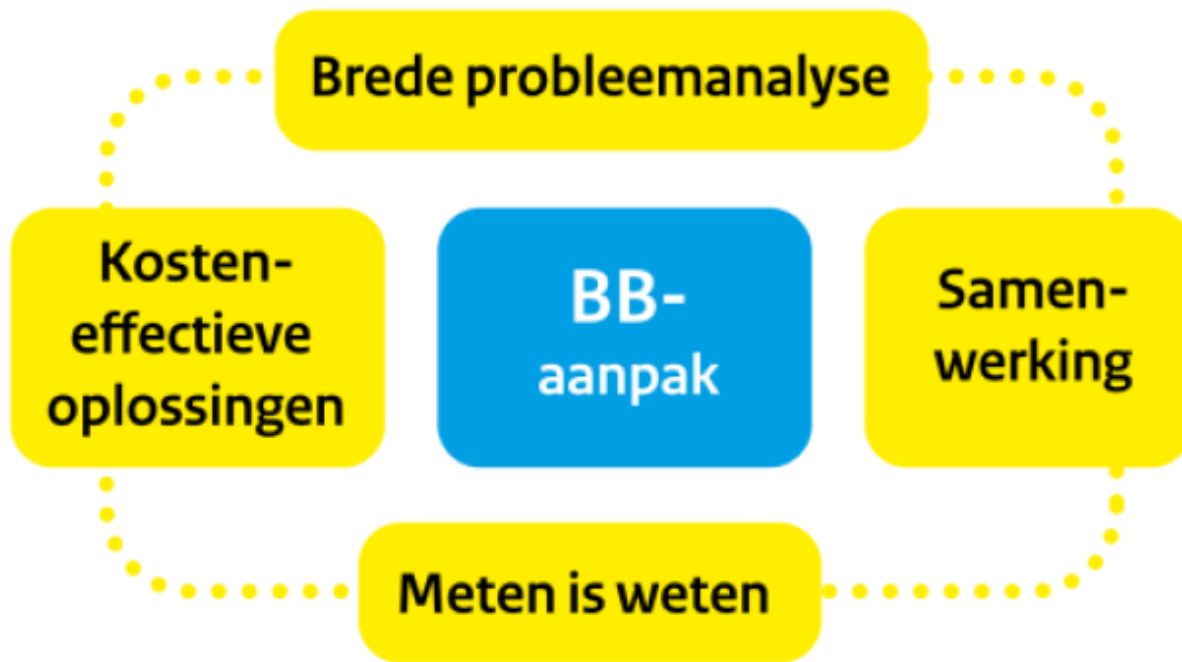 Brede probleemanalyse
Kosten-
effectieve
oplossingen
BB-
aanpak
Samen-
werking
Meten is weten